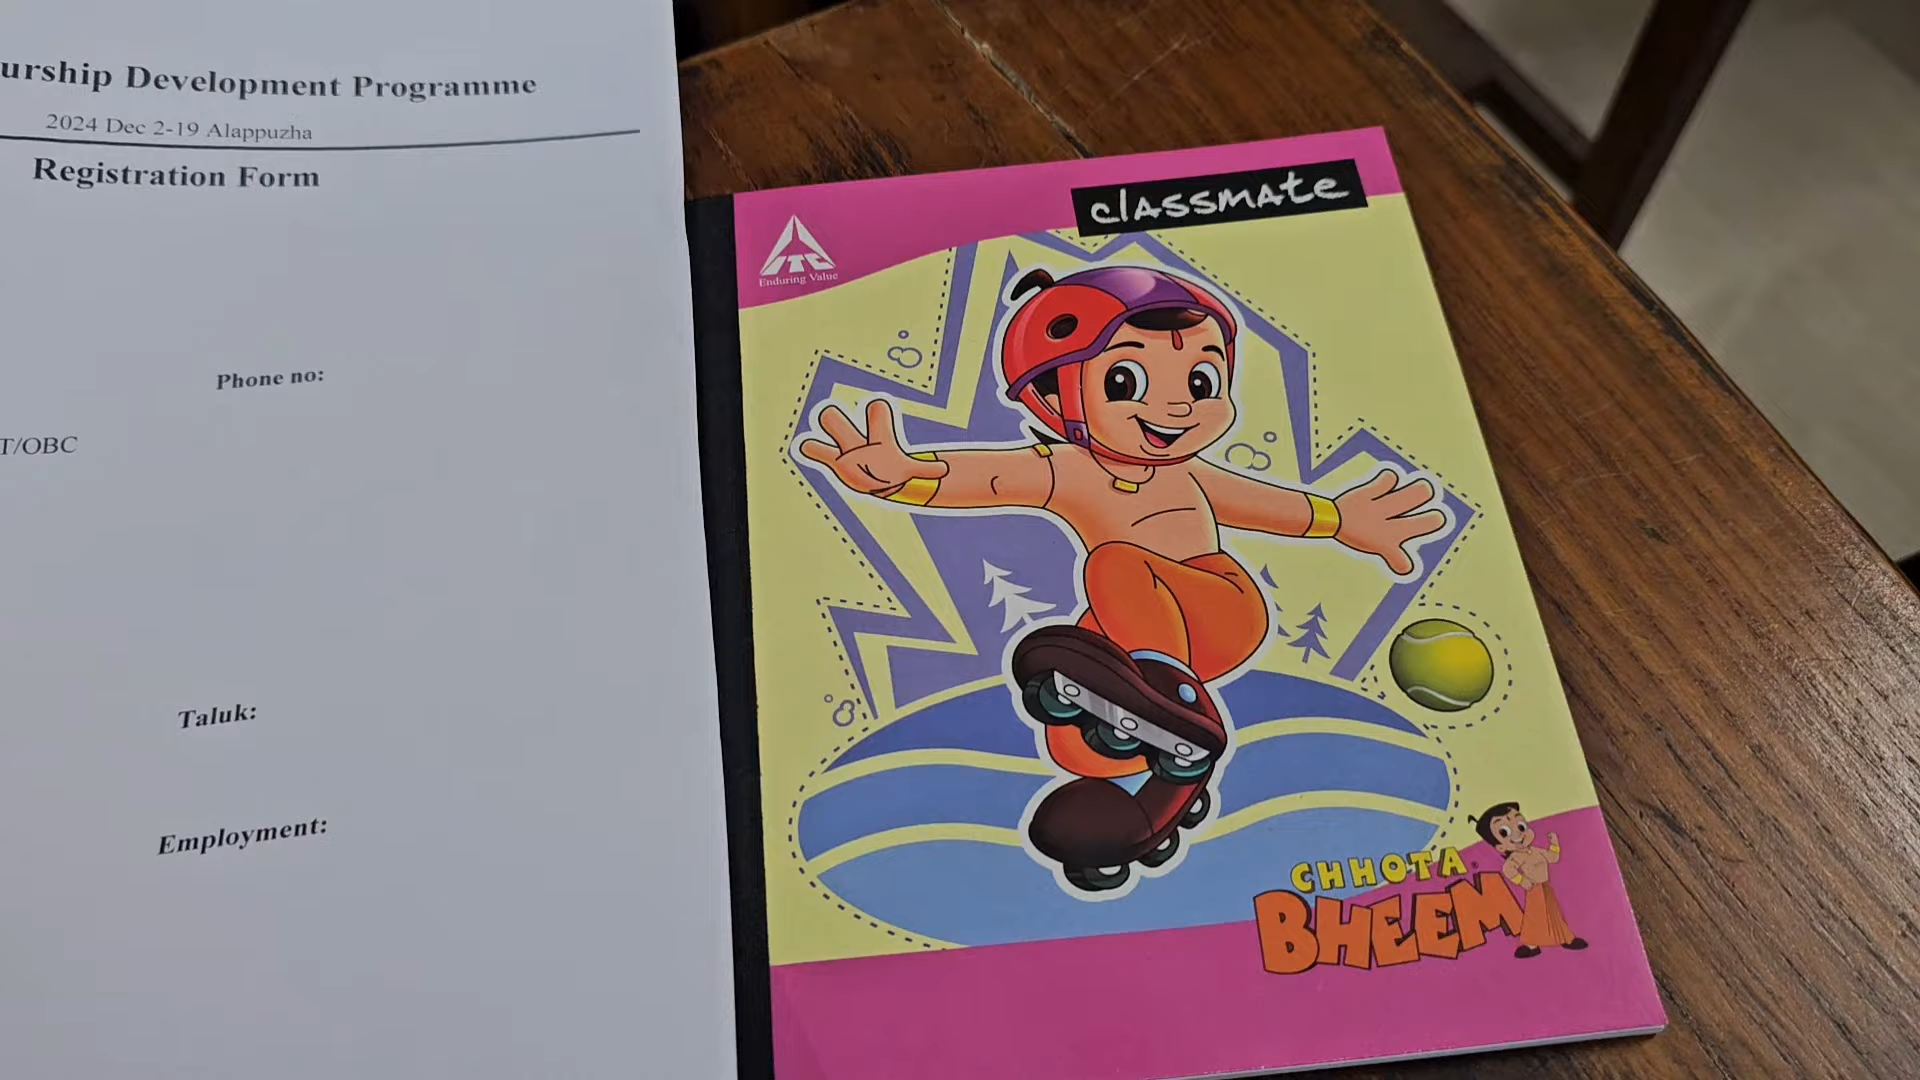 urship Development Programme
2024 Dec 2-19 Alappuzha
Registration Form
Phone no:
T/OBC
Taluk:
Employment:
classmate
ITC
Enduring Value
CHHOTA
BHEEM